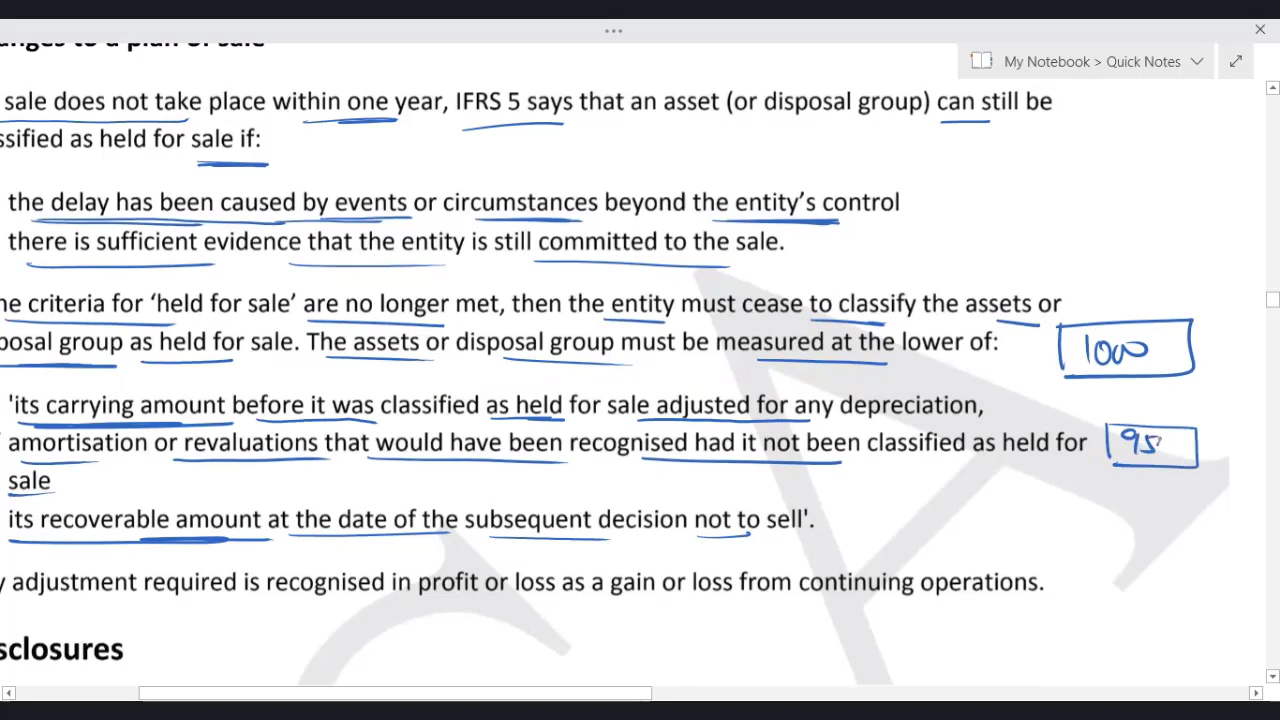 My Notebook > Quick Notes
anges to a plan of sale
sale does not take place within one year, IFRS 5 says that an asset (or disposal group) can still be
ssified as held for sale if:
the delay has been caused by events or circumstances beyond the entity’s control
there is sufficient evidence that the entity is still committed to the sale.
he criteria for ‘held for sale’ are no longer met, then the entity must cease to classify the assets or
posal group as held for sale. The assets or disposal group must be measured at the lower of:
1000
'its carrying amount before it was classified as held for sale adjusted for any depreciation,
amortisation or revaluations that would have been recognised had it not been classified as held for
95
sale
its recoverable amount at the date of the subsequent decision not to sell'.
y adjustment required is recognised in profit or loss as a gain or loss from continuing operations.
sclosures